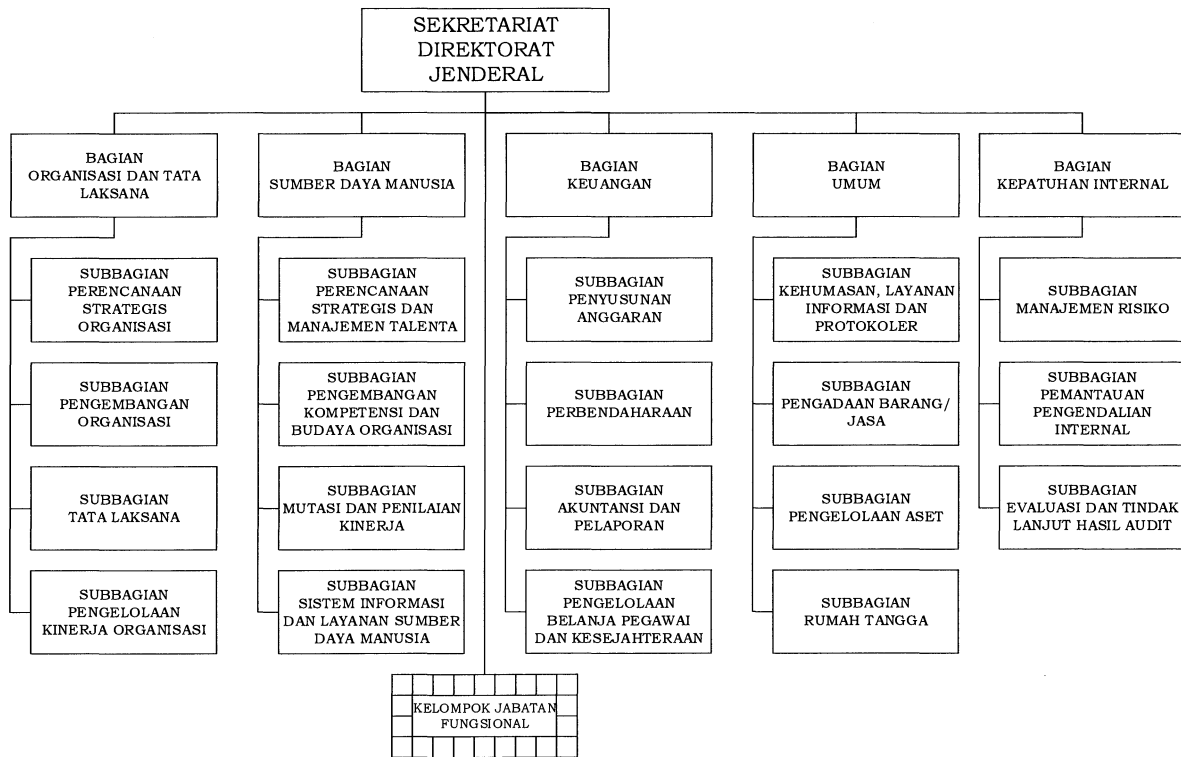 SEKRETARIAT
DIREKTORAT
JENDERAL
BAGIAN
ORGANISASI DAN TATA
LAKSANA
BAGIAN
SUMBER DAYA MANUSIA
BAGIAN
KEUANGAN
BAGIAN
UMUM
BAGIAN
KEPATUHAN INTERNAL
SUBBAGIAN
PERENCANAAN
STRATEGIS
ORGANISASI
SUBBAGIAN
PERENCANAAN
STRATEGIS DAN
MANAJEMEN TALENTA
SUBBAGIAN
PENYUSUNAN
ANGGARAN
SUBBAGIAN
KEHUMASAN, LAYANAN
INFORMASI DAN
PROTOKOLER
SUBBAGIAN
MANAJEMEN RISIKO
SUBBAGIAN
PENGEMBANGAN
ORGANISASI
SUBBAGIAN
PENGEMBANGAN
KOMPETENSI DAN
BUDAYA ORGANISASI
SUBBAGIAN
PERBENDAHARAAN
SUBBAGIAN
PENGADAAN BARANG/
JASA
SUBBAGIAN
PEMANTAUAN
PENGENDALIAN
INTERNAL
SUBBAGIAN
TATA LAKSANA
SUBBAGIAN
MUTASI DAN PENILAIAN
KINERJA
SUBBAGIAN
AKUNTANSI DAN
PELAPORAN
SUBBAGIAN
PENGELOLAAN ASET
SUBBAGIAN
EVALUASI DAN TINDAK
LANJUT HASIL AUDIT
SUBBAGIAN
PENGELOLAAN
KINERJA ORGANISASI
SUBBAGIAN
SISTEM INFORMASI
DAN LAYANAN SUMBER
DAYA MANUSIA
SUBBAGIAN
PENGELOLAAN
BELANJA PEGAWAI
DAN KESEJAHTERAAN
SUBBAGIAN
RUMAH TANGGA
KELOMPOK JABATAN
FUNGSIONAL